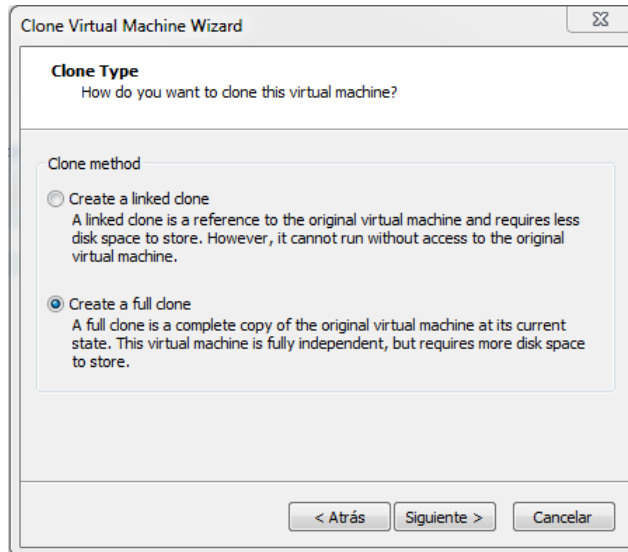 Clone Virtual Machine Wizard
Clone Type
How do you want to clone this virtual machine?
Clone method
Create a linked clone
A linked clone is a reference to the original virtual machine and requires less
disk space to store. However, it cannot run without access to the original
virtual machine.
Create a full clone
A full clone is a complete copy of the original virtual machine at its current
state. This virtual machine is fully independent, but requires more disk space
to store.
< Atrás Siguiente > Cancelar